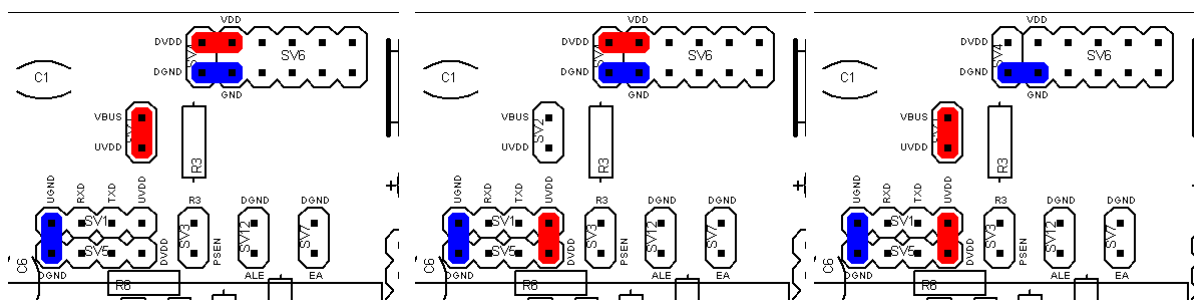 VDD
DVDD
SV6
DGND
GND
C1
VBUS
UVDD
R3
UGND
RXD
TXD
UVDD
R3
DGND
DGND
SV1
SV3
SV12
SV7
SV5
DVDD
PSEN
C6
DGND
ALE
EA
R6
VDD
DVDD
SV6
DGND
GND
C1
VBUS
SV2
UVDD
R3
UGND
RXD
TXD
UVDD
R3
DGND
DGND
SV1
SV3
SV12
SV7
SV5
DVDD
PSEN
C6
DGND
ALE
EA
R6
VDD
DVDD
SV4
SV6
DGND
GND
C1
VBUS
UVDD
R3
UGND
RXD
TXD
UVDD
R3
DGND
DGND
SV1
SV3
SV12
SV7
SV5
DVDD
PSEN
C6
DGND
ALE
EA
R6